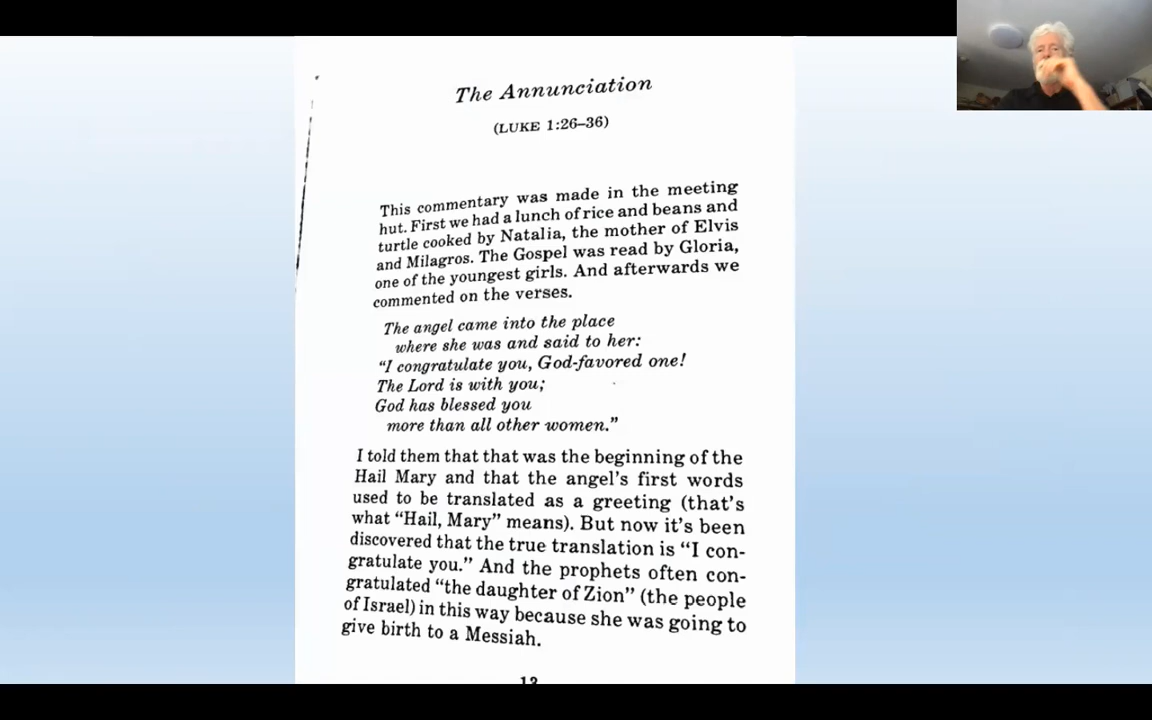 The Annunciation
(LUKE 1:26–36)
This commentary was made in the meeting
hut. First we had a lunch of rice and beans and
turtle cooked by Natalia, the mother of Elvis
and Milagros. The Gospel was read by Gloria,
one of the youngest girls. And afterwards we
commented on the verses.
The angel came into the place
where she was and said to her:
“I congratulate you, God-favored one!
The Lord is with you;
God has blessed you
more than all other women.”
I told them that that was the beginning of the
Hail Mary and that the angel’s first words
used to be translated as a greeting (that’s
what “Hail, Mary” means). But now it’s been
discovered that the true translation is “I con-
gratulate you.” And the prophets often con-
gratulated “the daughter of Zion” (the people
of Israel) in this way because she was going to
give birth to a Messiah.
13